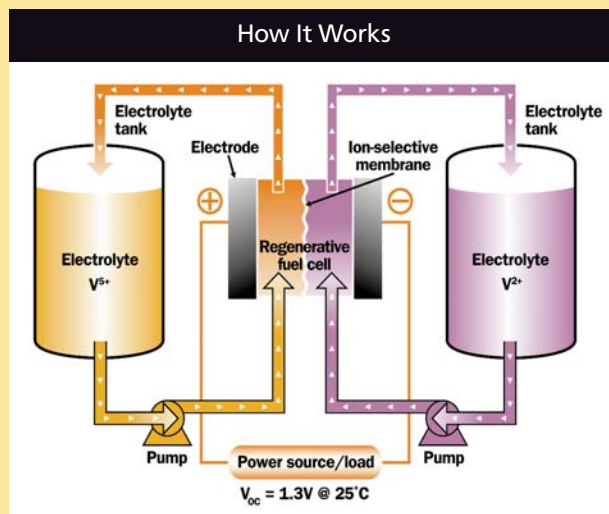 How It Works
Electrolyte
tank
Electrode
Ion-selective
membrane
Electrolyte
tank
+
−
Electrolyte
V⁵⁺
Regenerative
fuel cell
Electrolyte
V²⁺
Pump
Power source/load
Pump
Vₒc = 1.3V @ 25°C